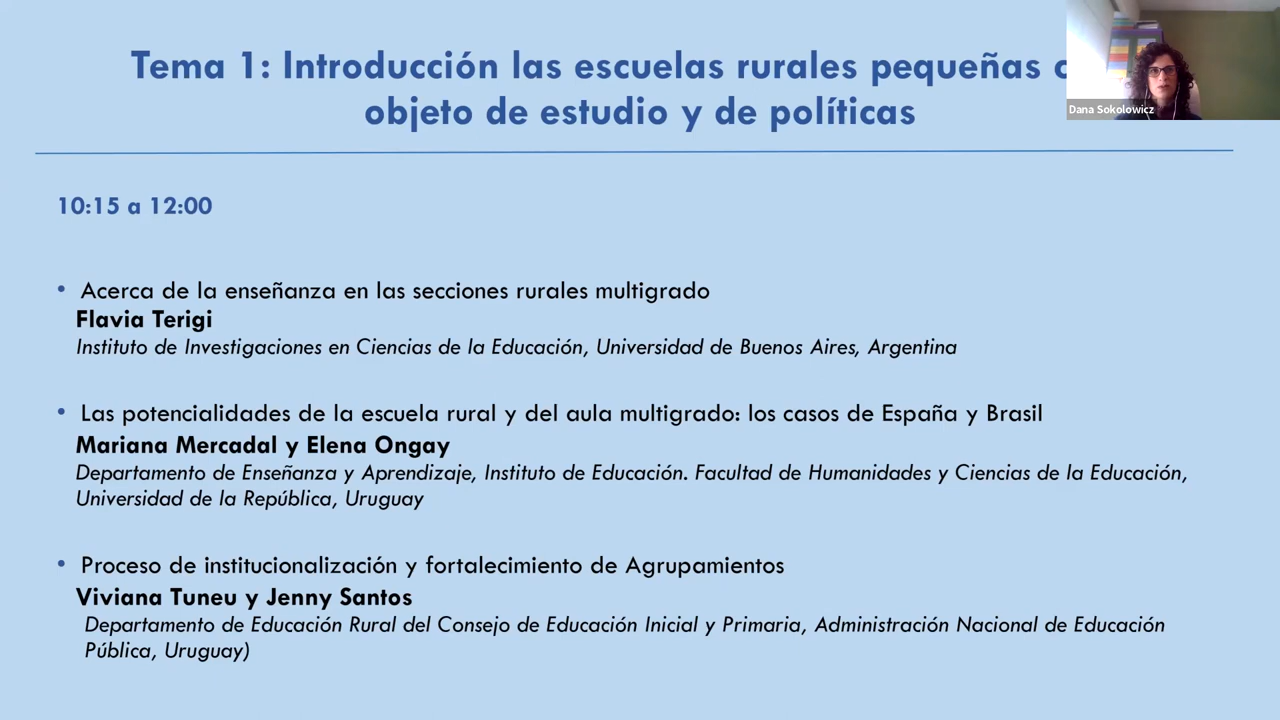 Tema 1: Introducción las escuelas rurales pequeñas
objeto de estudio y de políticas
Dana Sokolowicz
10:15 a 12:00
• Acerca de la enseñanza en las secciones rurales multigrado
Flavia Terigi
Instituto de Investigaciones en Ciencias de la Educación, Universidad de Buenos Aires, Argentina
• Las potencialidades de la escuela rural y del aula multigrado: los casos de España y Brasil
Mariana Mercadal y Elena Ongay
Departamento de Enseñanza y Aprendizaje, Instituto de Educación. Facultad de Humanidades y Ciencias de la Educación,
Universidad de la República, Uruguay
• Proceso de institucionalización y fortalecimiento de Agrupamientos
Viviana Tuneu y Jenny Santos
Departamento de Educación Rural del Consejo de Educación Inicial y Primaria, Administración Nacional de Educación
Pública, Uruguay)